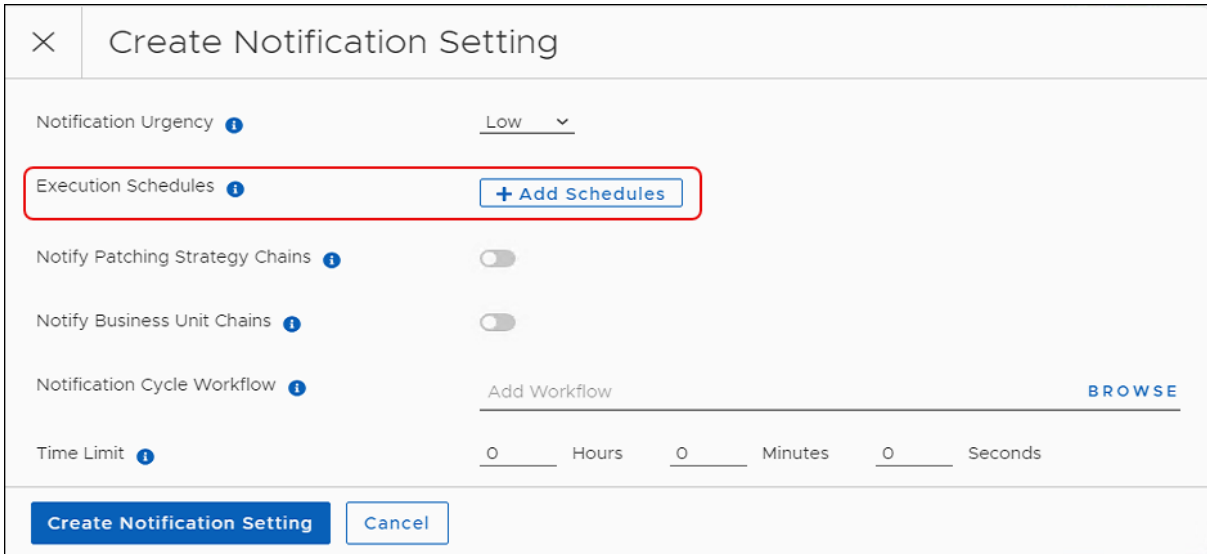 Create Notification Setting
Notification Urgency Low
Execution Schedules + Add Schedules
Notify Patching Strategy Chains
Notify Business Unit Chains
Notification Cycle Workflow Add Workflow BROWSE
Time Limit 0 Hours 0 Minutes 0 Seconds
Create Notification Setting Cancel